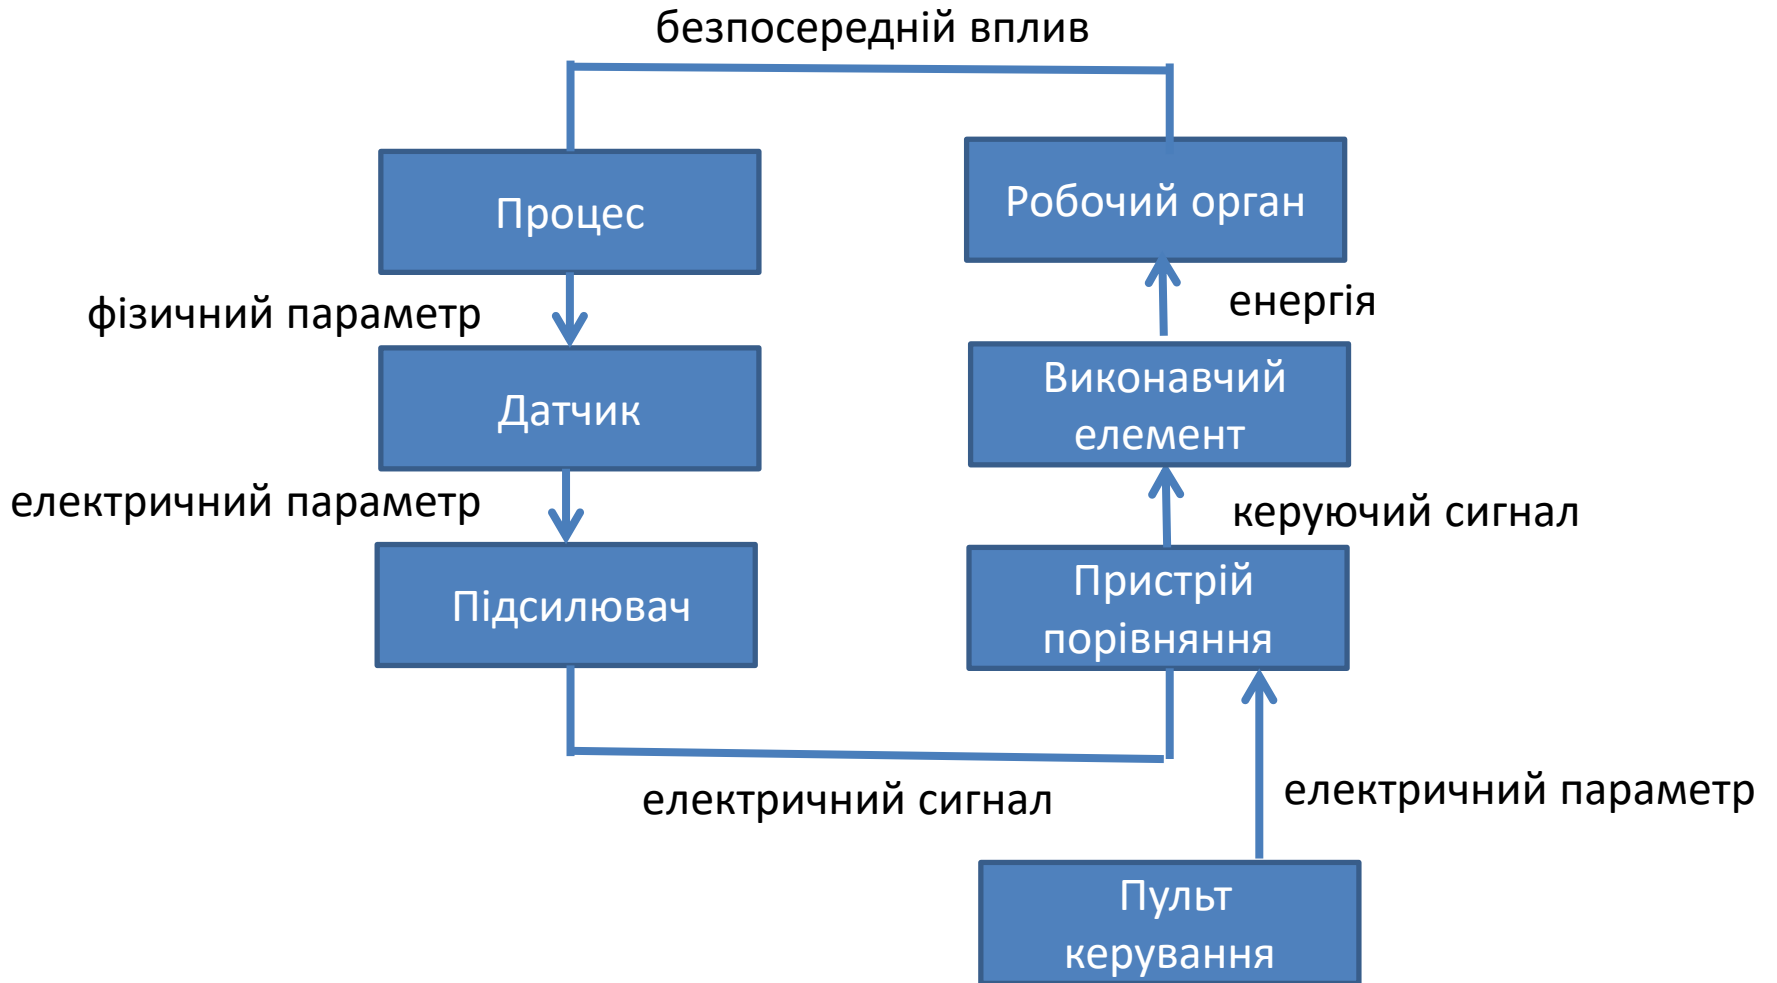 безпосередній вплив
Процес
Робочий орган
фізичний параметр
енергія
Датчик
Виконавчий
елемент
електричний параметр
керуючий сигнал
Підсилювач
Пристрій
порівняння
електричний сигнал
електричний параметр
Пульт
керування